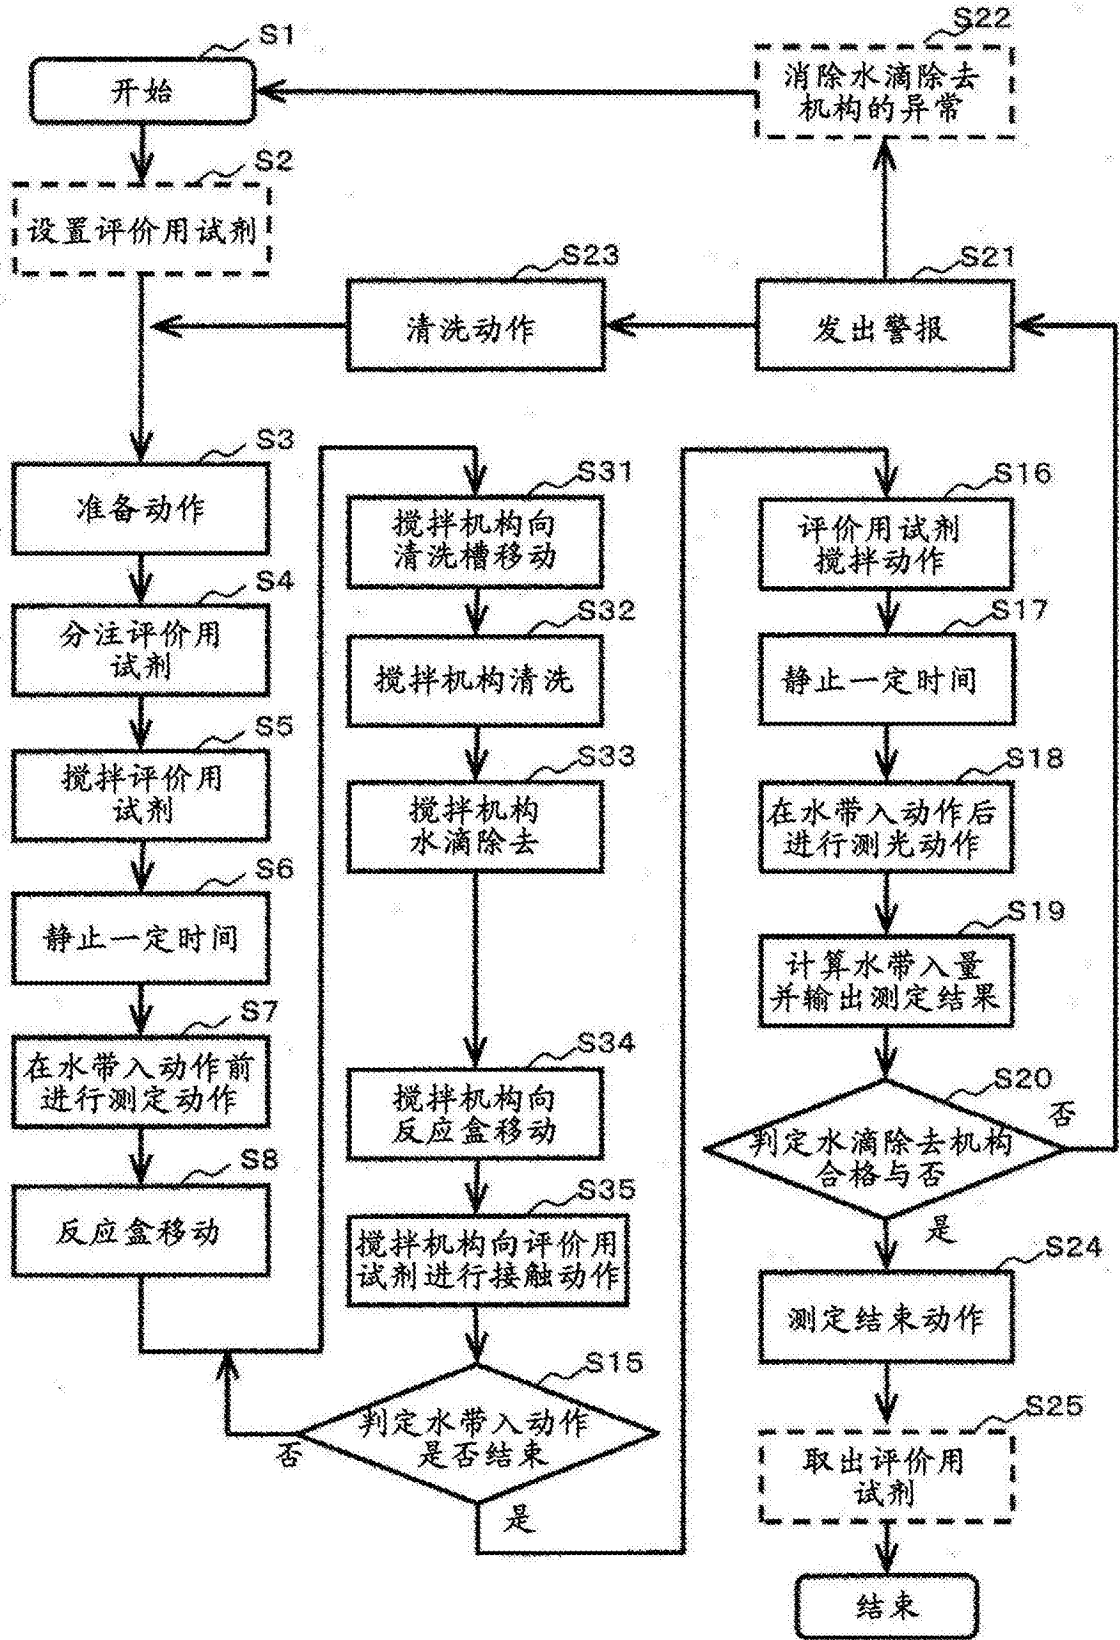 S1
开始
S2
设置评价用试剂
S22
消除水滴除去
机构的异常
S23
清洗动作
S21
发出警报
S3
准备动作
S4
分注评价用
试剂
S5
搅拌评价用
试剂
S6
静止一定时间
S7
在水带入动作前
进行测定动作
S8
反应盒移动
S31
搅拌机构向
清洗槽移动
S32
搅拌机构清洗
S33
搅拌机构
水滴除去
S34
搅拌机构向
反应盒移动
S35
搅拌机构向评价用
试剂进行接触动作
S15
判定水带入动作
是否结束
否
是
S16
评价用试剂
搅拌动作
S17
静止一定时间
S18
在水带入动作后
进行测光动作
S19
计算水带入量
并输出测定结果
S20
否
判定水滴除去机构
合格与否
是
S24
测定结束动作
S25
取出评价用
试剂
结束